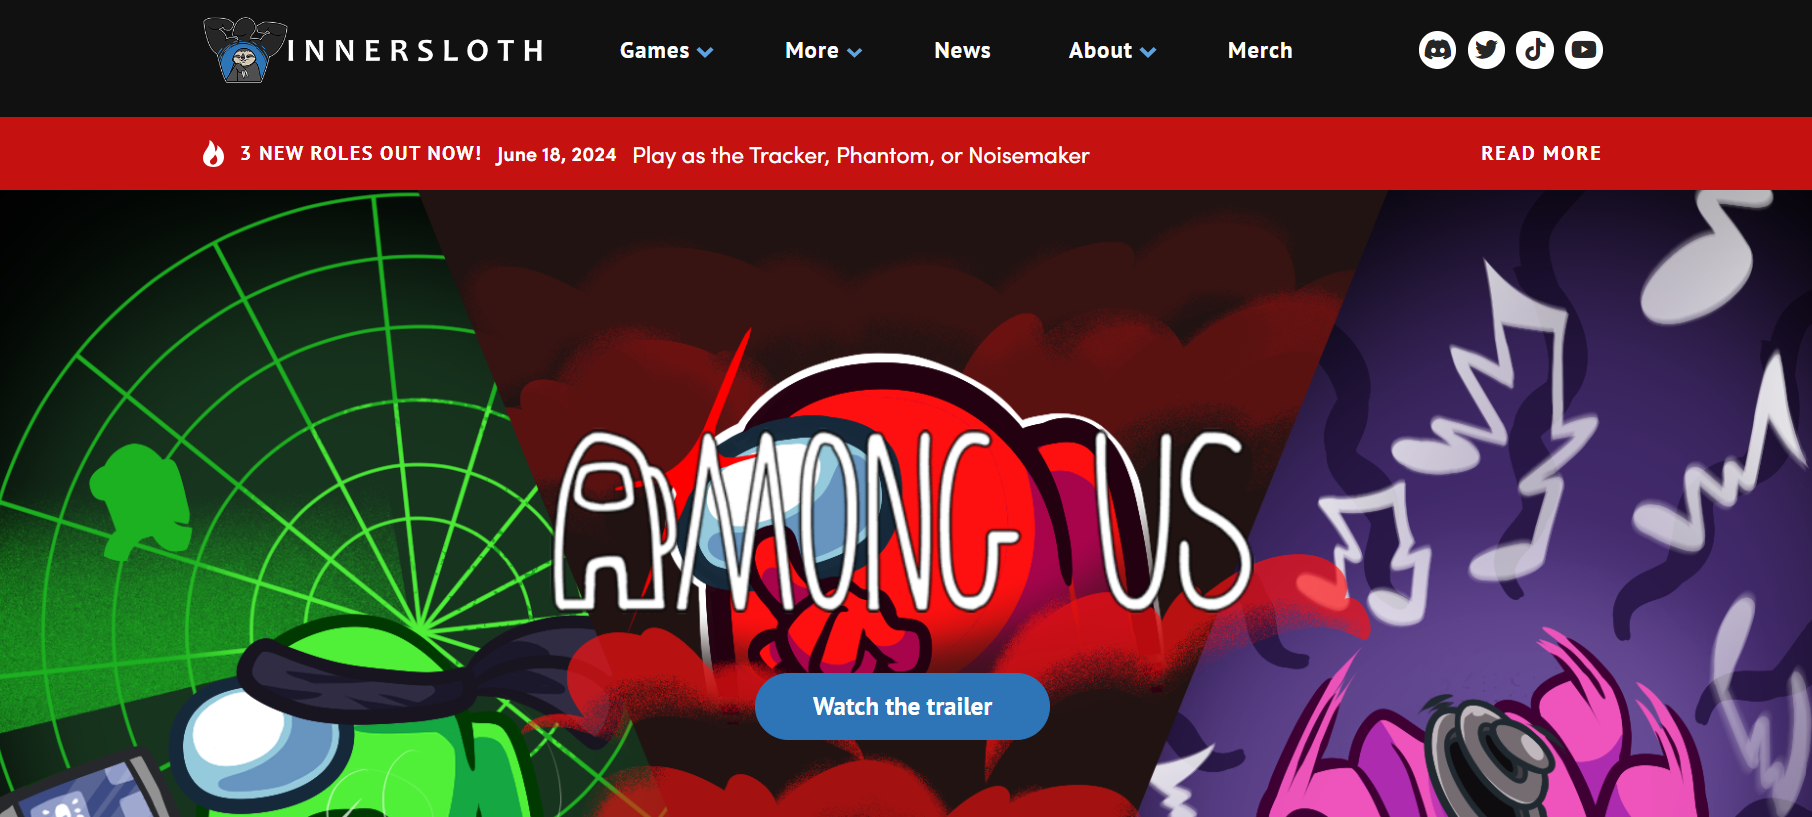 INNERSLOTH
Games
More
News
About
Merch
3 NEW ROLES OUT NOW! June 18, 2024 Play as the Tracker, Phantom, or Noisemaker
READ MORE
AMONG US
Watch the trailer